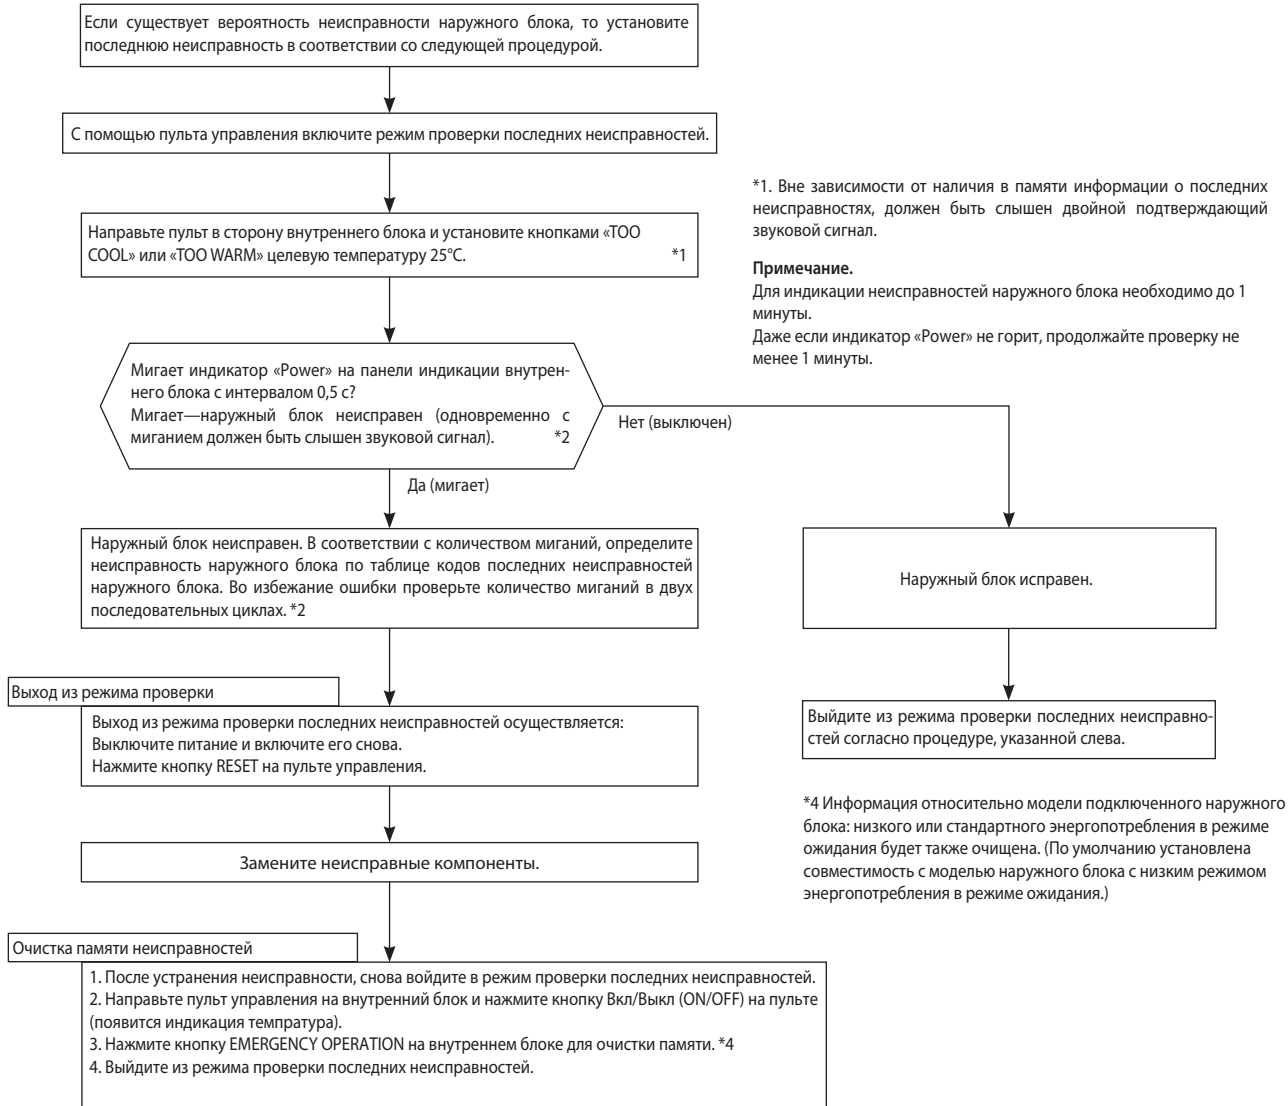 Если существует вероятность неисправности наружного блока, то установите
последнюю неисправность в соответствии со следующей процедурой.
С помощью пульта управления включите режим проверки последних неисправностей.
Направьте пульт в сторону внутреннего блока и установите кнопками «TOO
COOL» или «TOO WARM» целевую температуру 25°C. *1
*1. Вне зависимости от наличия в памяти информации о последних
неисправностях, должен быть слышен двойной подтверждающий
звуковой сигнал.
Примечание.
Для индикации неисправностей наружного блока необходимо до 1
минуты.
Даже если индикатор «Power» не горит, продолжайте проверку не
менее 1 минуты.
Мигает индикатор «Power» на панели индикации внутрен-
него блока с интервалом 0,5 с?
Мигает—наружный блок неисправен (одновременно с
миганием должен быть слышен звуковой сигнал). *2
Нет (выключен)
Да (мигает)
Наружный блок неисправен. В соответствии с количеством миганий, определите
неисправность наружного блока по таблице кодов последних неисправностей
наружного блока. Во избежание ошибки проверьте количество миганий в двух
последовательных циклах. *2
Наружный блок исправен.
Выход из режима проверки
Выход из режима проверки последних неисправностей осуществляется:
Выключите питание и включите его снова.
Нажмите кнопку RESET на пульте управления.
Выйдите из режима проверки последних неисправно-
стей согласно процедуре, указанной слева.
*4 Информация относительно модели подключенного наружного
блока: низкого или стандартного энергопотребления в режиме
ожидания будет также очищена. (По умолчанию установлена
совместимость с моделью наружного блока с низким режимом
энергопотребления в режиме ожидания.)
Замените неисправные компоненты.
Очистка памяти неисправностей
1. После устранения неисправности, снова войдите в режим проверки последних неисправностей.
2. Направьте пульт управления на внутренний блок и нажмите кнопку Вкл/Выкл (ON/OFF) на пульте
(появится индикация темпратура).
3. Нажмите кнопку EMERGENCY OPERATION на внутреннем блоке для очистки памяти. *4
4. Выйдите из режима проверки последних неисправностей.